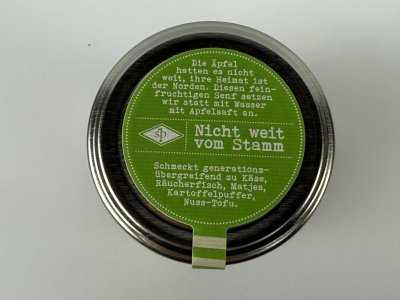 Die Äpfel
hatten es nicht
weit, ihre Heimat ist
der Norden. Diesen fein-
fruchtigen Senf setzen
wir statt mit Wasser
mit Apfelsaft an.
sp
Nicht weit
vom Stamm
Schmeckt generations-
übergreifend zu Käse,
Räucherfisch, Matjes,
Kartoffelpuffer,
Nuss-Tofu.